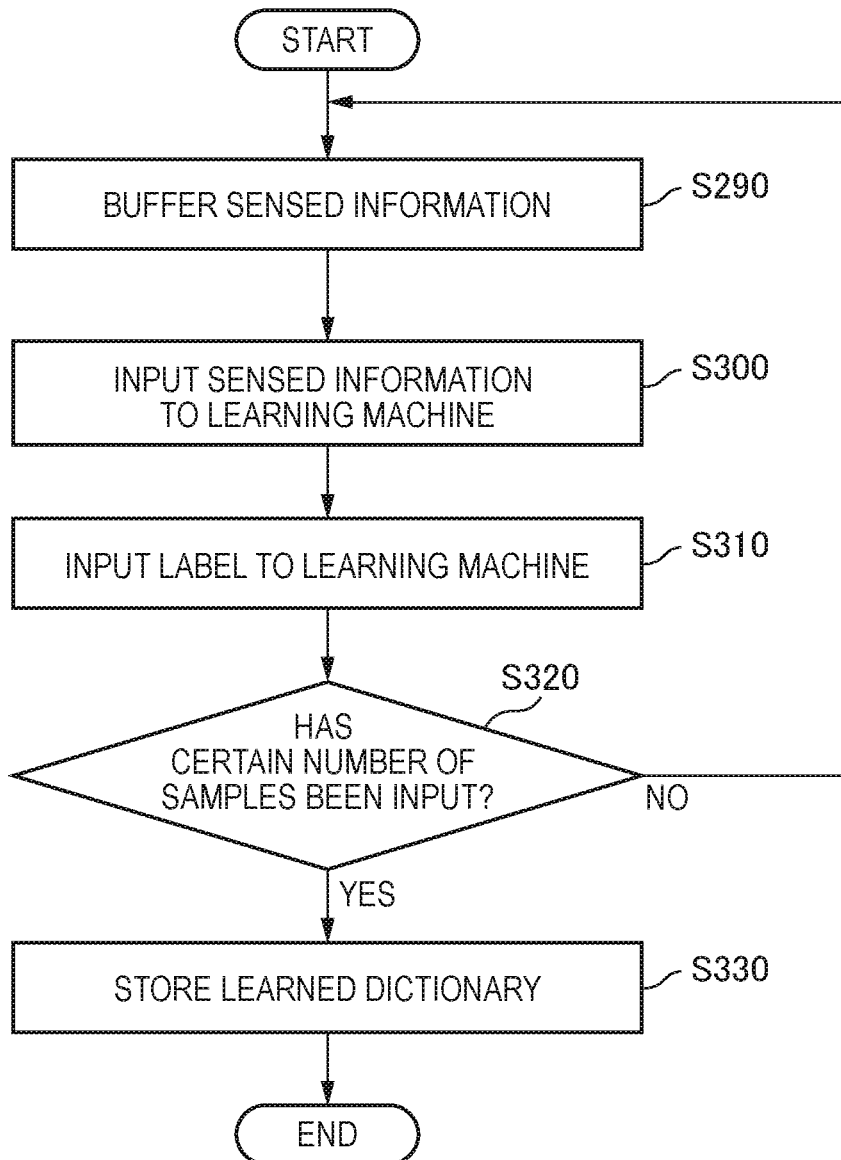 START
BUFFER SENSED INFORMATION
S290
INPUT SENSED INFORMATION
TO LEARNING MACHINE
S300
INPUT LABEL TO LEARNING MACHINE
S310
S320
HAS
CERTAIN NUMBER OF
SAMPLES BEEN INPUT?
NO
YES
STORE LEARNED DICTIONARY
S330
END